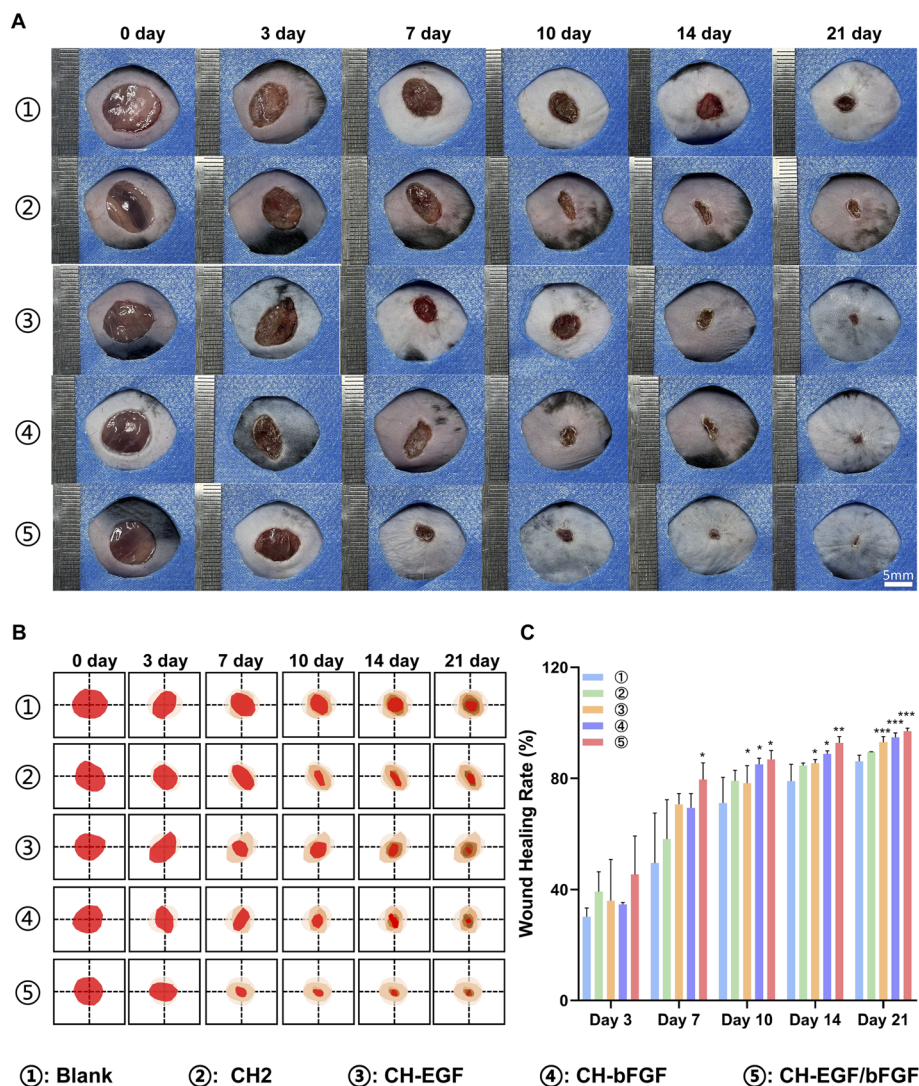 A
0 day 3 day 7 day 10 day 14 day 21 day
①
②
③
④
⑤
5mm
B
0 day 3 day 7 day 10 day 14 day 21 day
①
②
③
④
⑤
C
Wound Healing Rate (%)
120
80
40
0
①
②
③
④
⑤
* * * * * * ** *** *** ***
Day 3 Day 7 Day 10 Day 14 Day 21
①: Blank ②: CH2 ③: CH-EGF ④: CH-bFGF ⑤: CH-EGF/bFGF